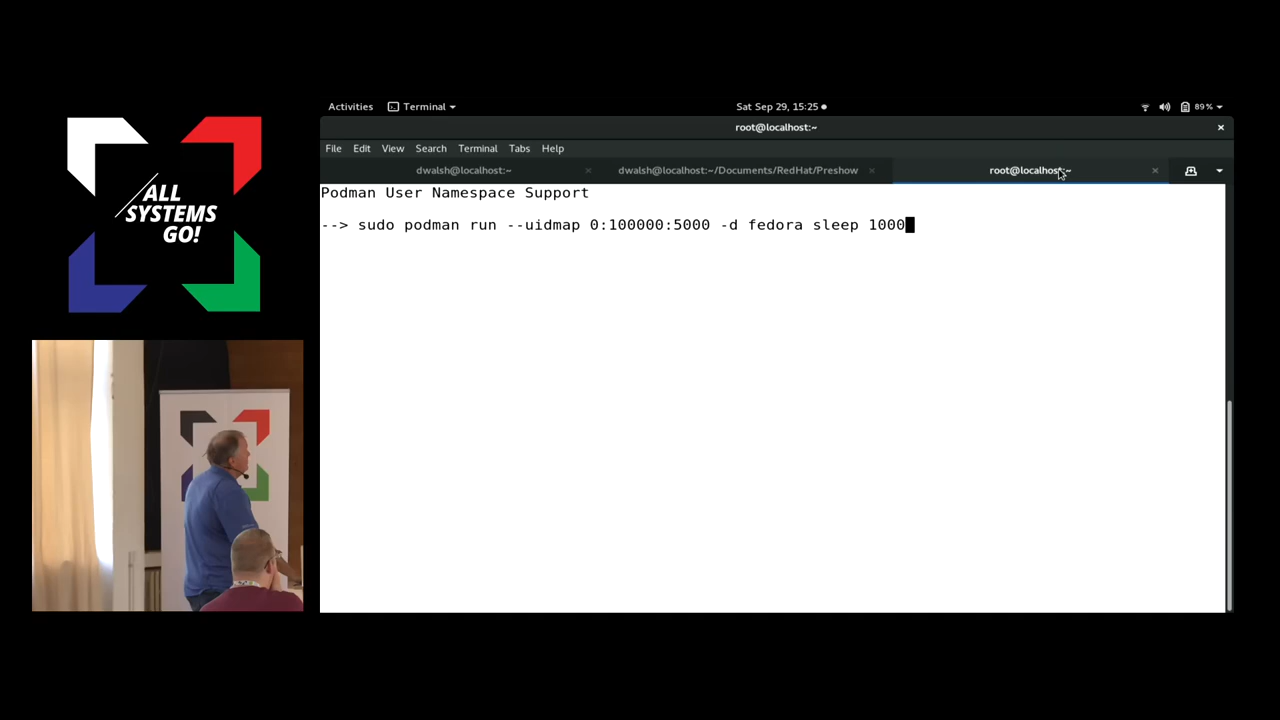 ALL
SYSTEMS
GO!
Activities Terminal Sat Sep 29, 15:25 89%
root@localhost:~
File Edit View Search Terminal Tabs Help
dwalsh@localhost:~ dwalsh@localhost:~/Documents/RedHat/Preshow root@localhost:~
Podman User Namespace Support
--> sudo podman run --uidmap 0:100000:5000 -d fedora sleep 1000